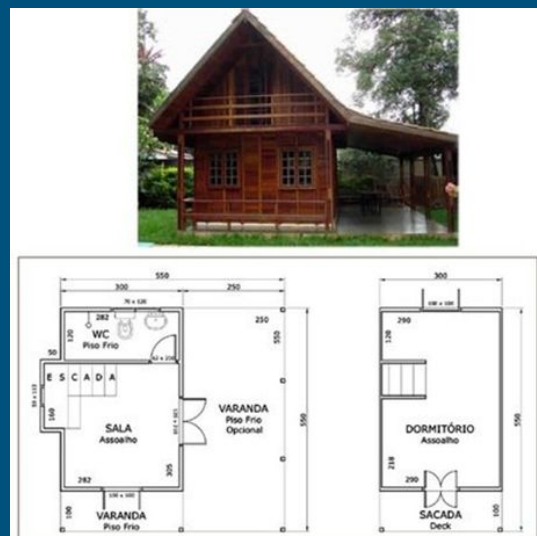 550
300
250
300
70 x 120
100 x 100
282
250
290
WC
Piso Frio
120
550
120
50
62 x 210
E S C A D A
160
SALA
Assoalho
VARANDA
Piso Frio
Opcional
550
DORMITÓRIO
Assoalho
550
305
218
282
290
100 x 100
100
VARANDA
Piso Frio
SACADA
Deck
100